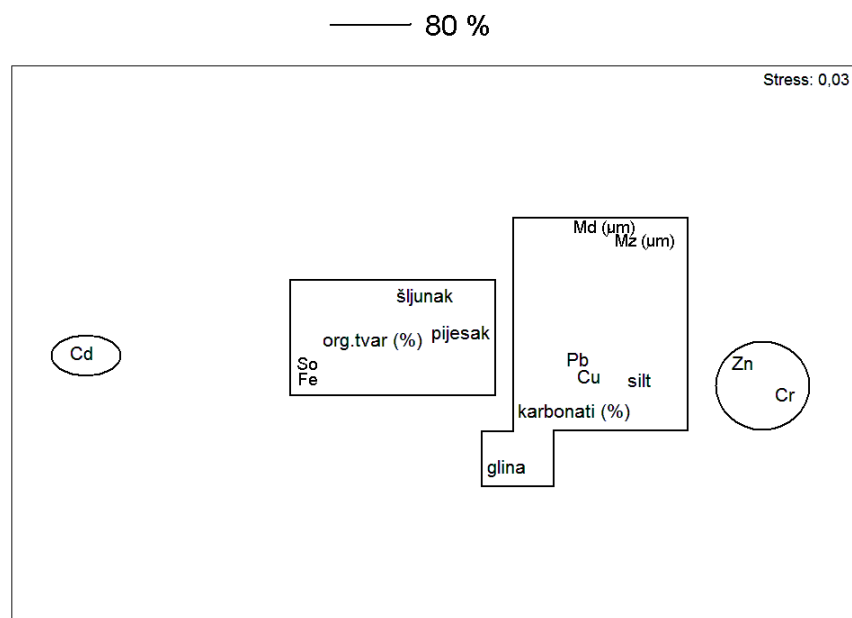 80 %
Stress: 0,03
Md (µm)
Mz (µm)
šljunak
pijesak
org.tvar (%)
Cd
So
Fe
Pb
Cu
silt
Zn
Cr
karbonati (%)
glina